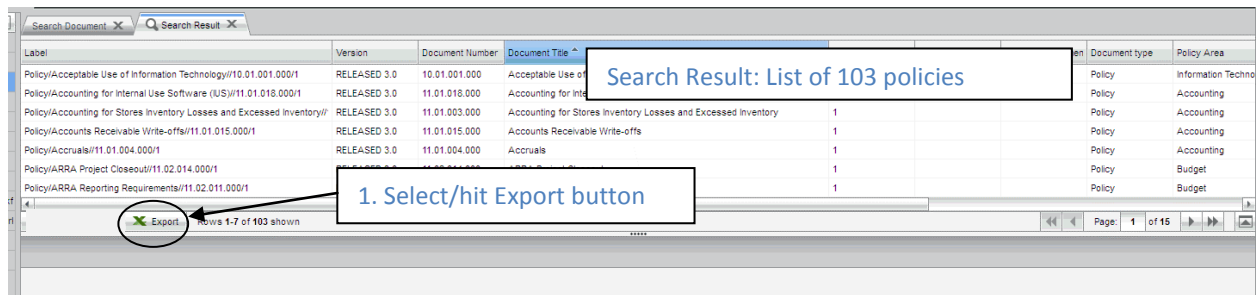 Search Document X Search Result X
Label Version Document Number Document Title Document type Policy Area
Policy/Acceptable Use of Information Technology//10.01.001.000/1 RELEASED 3.0 10.01.001.000 Acceptable Use of Policy Information Techno
Search Result: List of 103 policies
Policy/Accounting for Internal Use Software (IUS)//11.01.018.000/1 RELEASED 3.0 11.01.018.000 Accounting for Inte Policy Accounting
Policy/Accounting for Stores Inventory Losses and Excessed Inventory// RELEASED 3.0 11.01.003.000 Accounting for Stores Inventory Losses and Excessed Inventory 1 Policy Accounting
Policy/Accounts Receivable Write-offs//11.01.015.000/1 RELEASED 3.0 11.01.015.000 Accounts Receivable Write-offs 1 Policy Accounting
Policy/Accruals//11.01.004.000/1 RELEASED 3.0 11.01.004.000 Accruals 1 Policy Accounting
Policy/ARRA Project Closeout//11.02.014.000/1 1 Policy Budget
Policy/ARRA Reporting Requirements//11.02.011.000/1 1 Policy Budget
1. Select/hit Export button
Export Rows 1-7 of 103 shown Page: 1 of 15